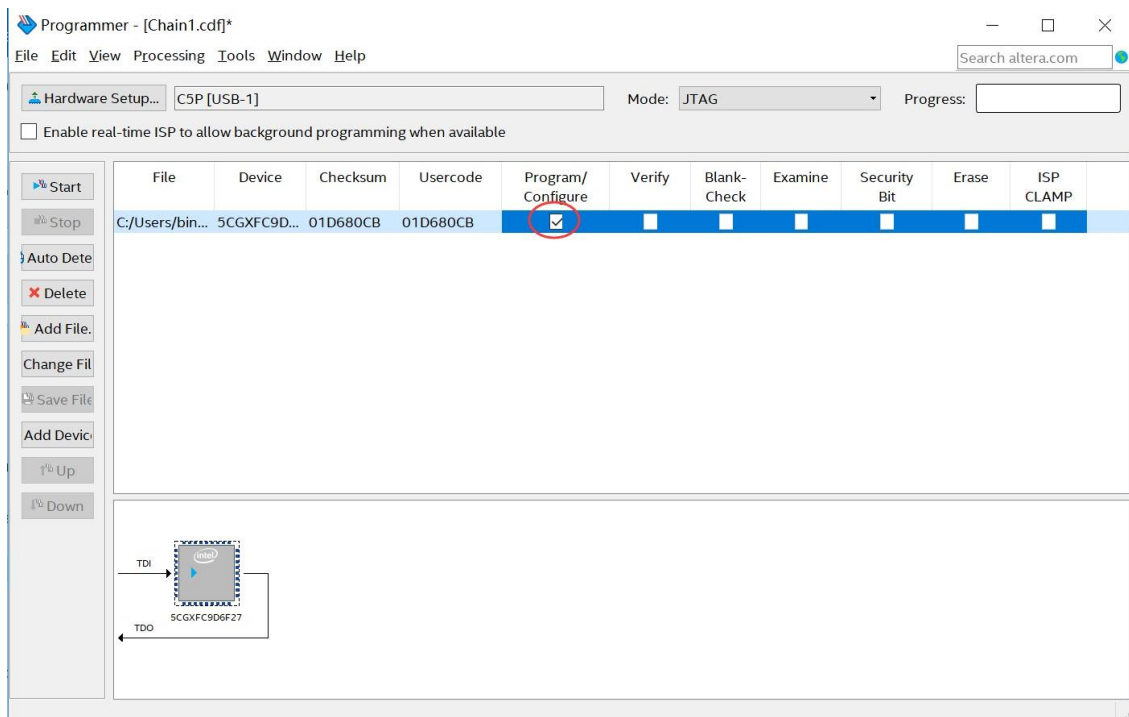 Programmer - [Chain1.cdf]*
File Edit View Processing Tools Window Help
Search altera.com
Hardware Setup... C5P [USB-1] Mode: JTAG Progress:
Enable real-time ISP to allow background programming when available
File Device Checksum Usercode Program/ Configure Verify Blank- Check Examine Security Bit Erase ISP CLAMP
C:/Users/bin... 5CGXFC9D... 01D680CB 01D680CB
Start
Stop
Auto Dete
Delete
Add File.
Change Fil
Save File
Add Devic
Up
Down
intel
TDI
5CGXFC9D6F27
TDO